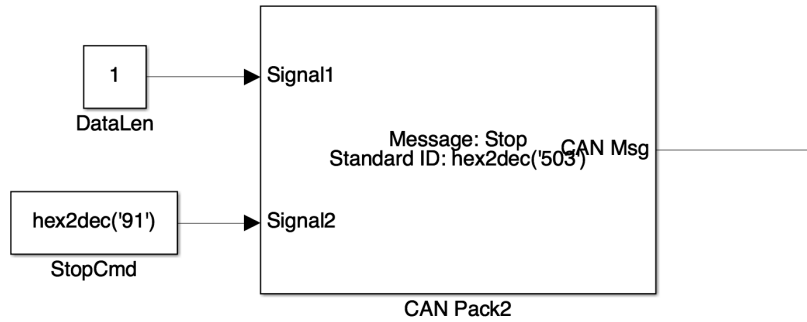 1
Signal1
DataLen
Message: Stop
Standard ID: hex2dec('503')
CAN Msg
hex2dec('91')
Signal2
StopCmd
CAN Pack2